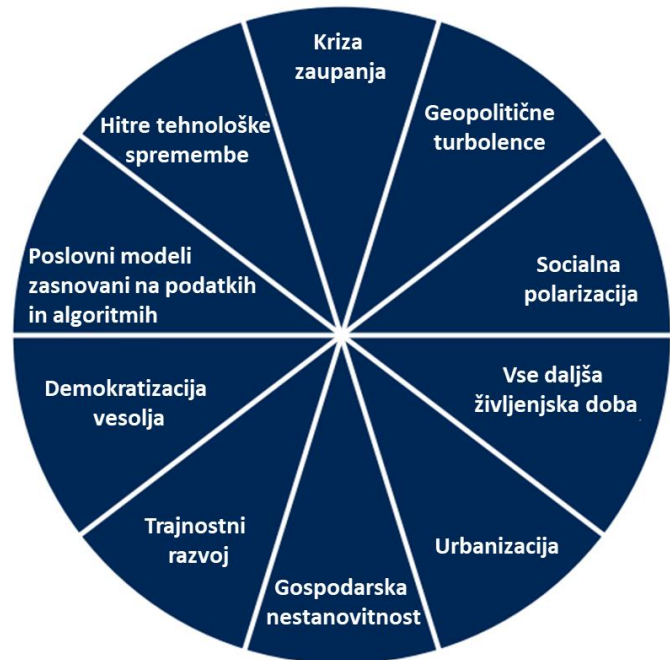 Kriza
zaupanja
Geopolitične
turbolence
Socialna
polarizacija
Vse daljša
življenjska doba
Urbanizacija
Gospodarska
nestanovitnost
Trajnostni
razvoj
Demokratizacija
vesolja
Poslovni modeli
zasnovani na podatkih
in algoritmih
Hitre tehnološke
spremembe